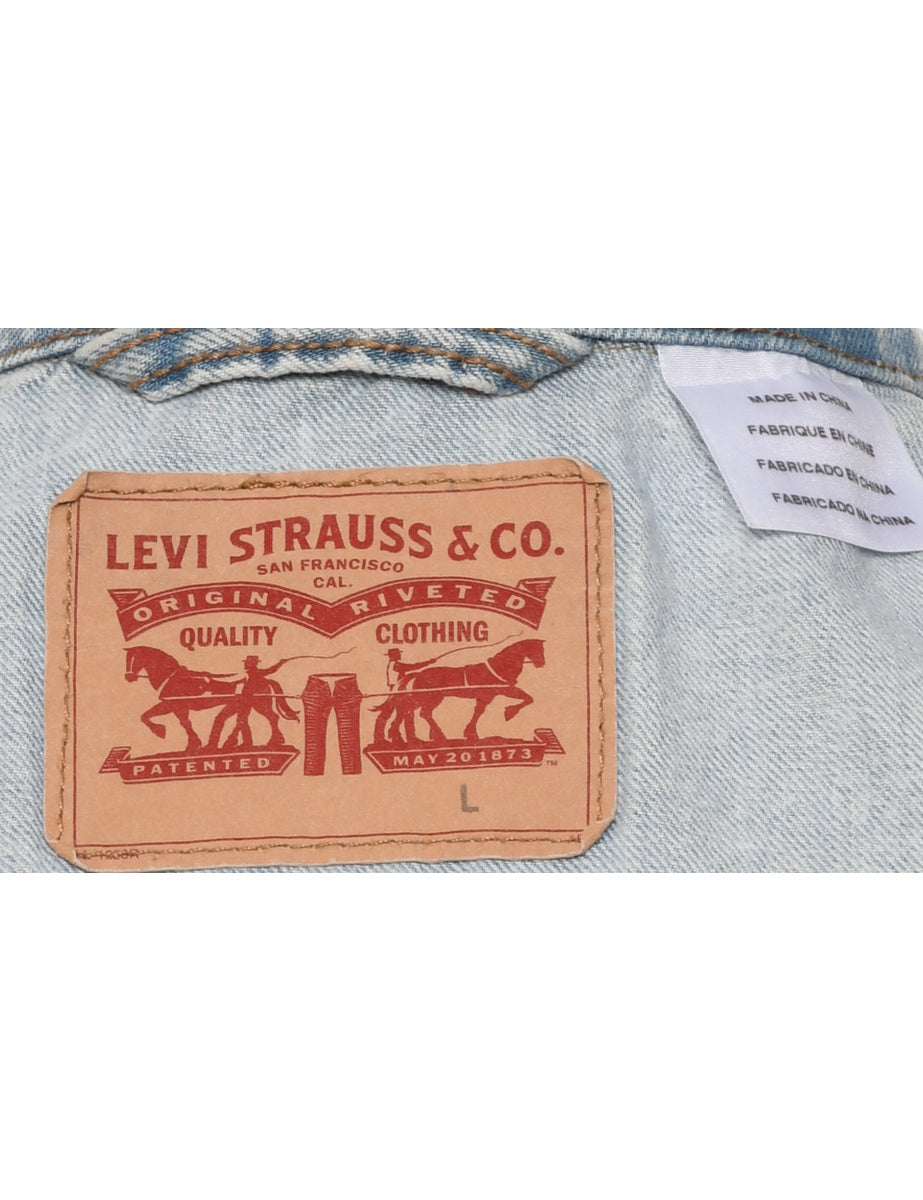 LEVI STRAUSS & CO.
SAN FRANCISCO
CAL.
ORIGINAL RIVETED
QUALITY CLOTHING
PATENTED MAY 20 1873 ™
L
MADE IN CHINA
FABRIQUE EN CHINE
FABRICADO EN CHINA
FABRICADO NA CHINA